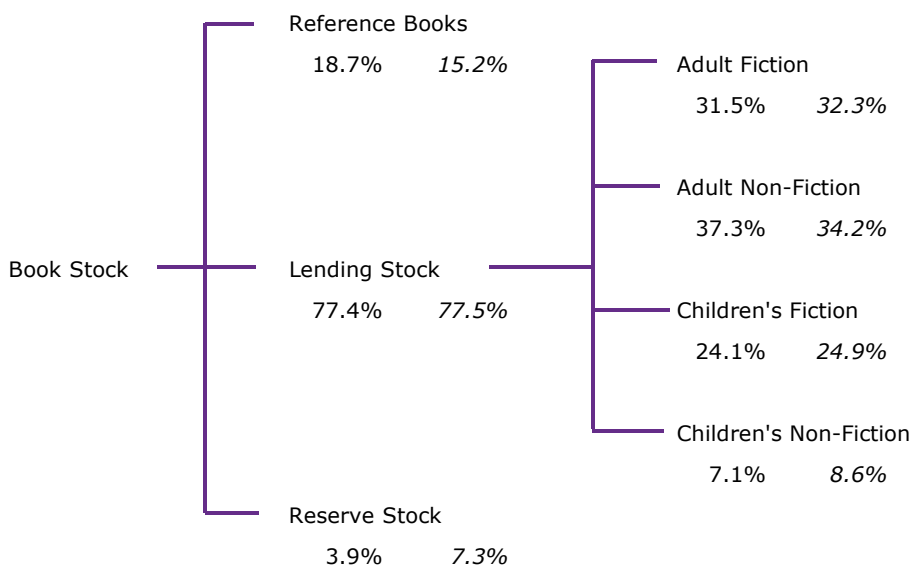 Reference Books
18.7% 15.2%
Adult Fiction
31.5% 32.3%
Adult Non-Fiction
37.3% 34.2%
Book Stock
Lending Stock
77.4% 77.5%
Children's Fiction
24.1% 24.9%
Children's Non-Fiction
7.1% 8.6%
Reserve Stock
3.9% 7.3%